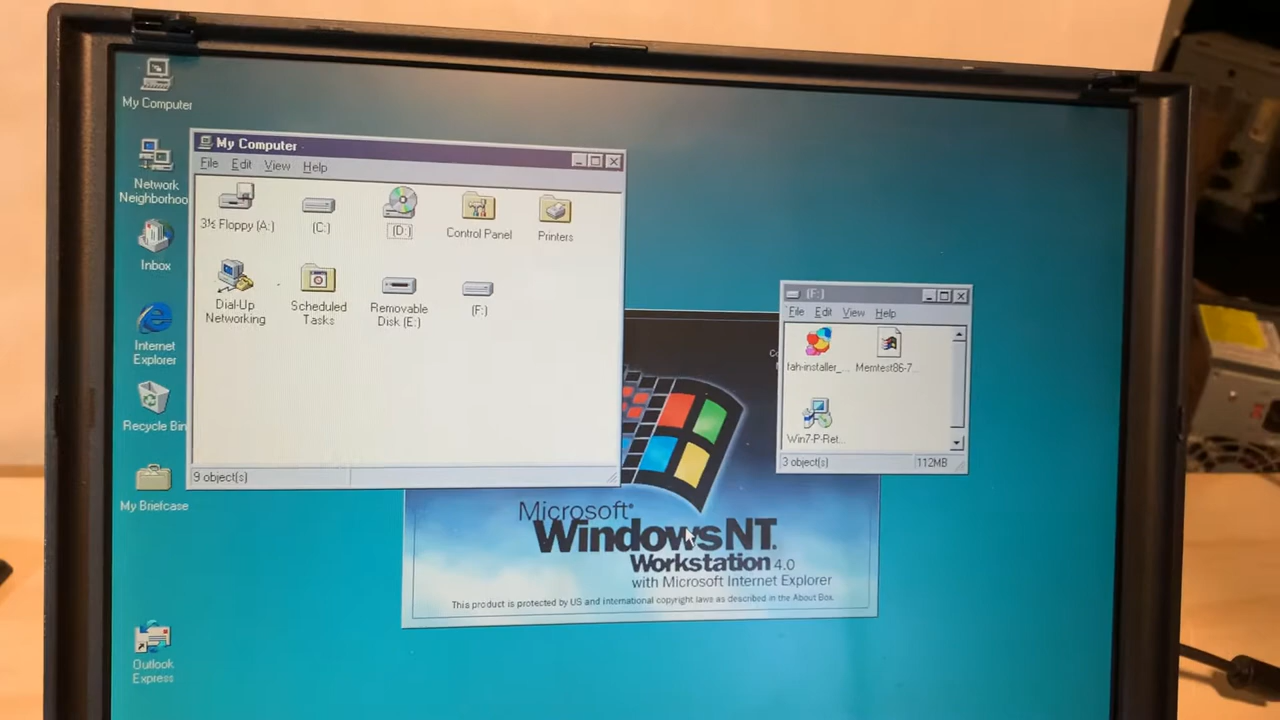 My Computer
Network
Neighborhoo
Inbox
Internet
Explorer
Recycle Bin
My Briefcase
Outlook
Express
My Computer
File Edit View Help
3½ Floppy (A:)
(C:)
(D:)
Control Panel
Printers
Dial-Up
Networking
Scheduled
Tasks
Removable
Disk (E:)
(F:)
9 object(s)
(F:)
File Edit View Help
tah-installer_...
Memtest86-7...
Win7-P-Ret...
3 object(s) 112MB
Microsoft®
Windows NT.
Workstation 4.0
with Microsoft Internet Explorer
This product is protected by US and international copyright laws as described in the About Box.